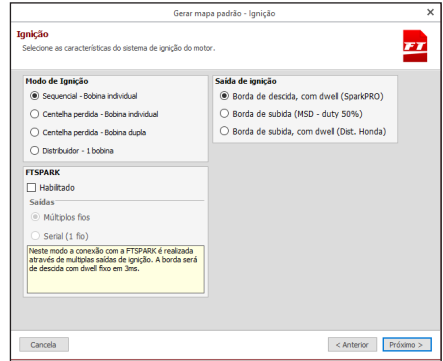 Gerar mapa padrão - Ignição
Ignição
Selecione as características do sistema de ignição do motor.
FT
Modo de Ignição
Sequencial - Bobina individual
Centelha perdida - Bobina individual
Centelha perdida - Bobina dupla
Distribuidor - 1 bobina
Saída de ignição
Borda de descida, com dwell (SparkPRO)
Borda de subida (MSD - duty 50%)
Borda de subida, com dwell (Dist. Honda)
FTSPARK
Habilitado
Saídas
Múltiplos fios
Serial (1 fio)
Neste modo a conexão com a FTSPARK é realizada
através de multiplas saídas de ignição. A borda será
de descida com dwell fixo em 3ms.
Cancela
< Anterior
Próximo >